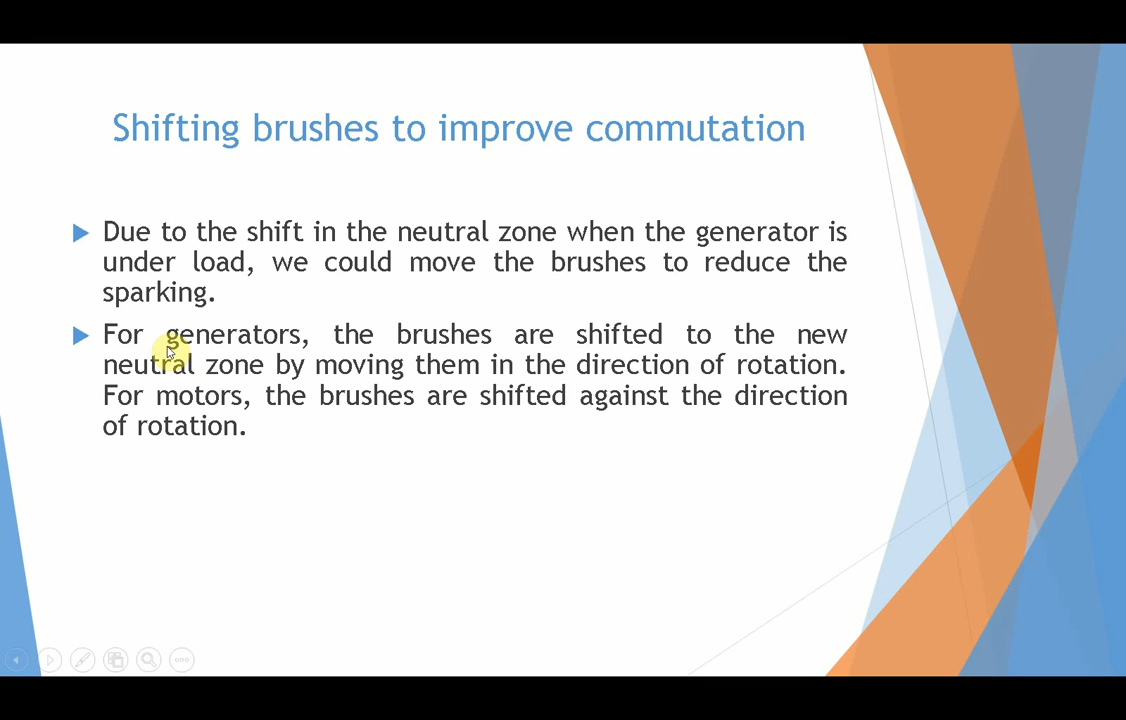 Shifting brushes to improve commutation
Due to the shift in the neutral zone when the generator is
under load, we could move the brushes to reduce the
sparking.
For generators, the brushes are shifted to the new
neutral zone by moving them in the direction of rotation.
For motors, the brushes are shifted against the direction
of rotation.